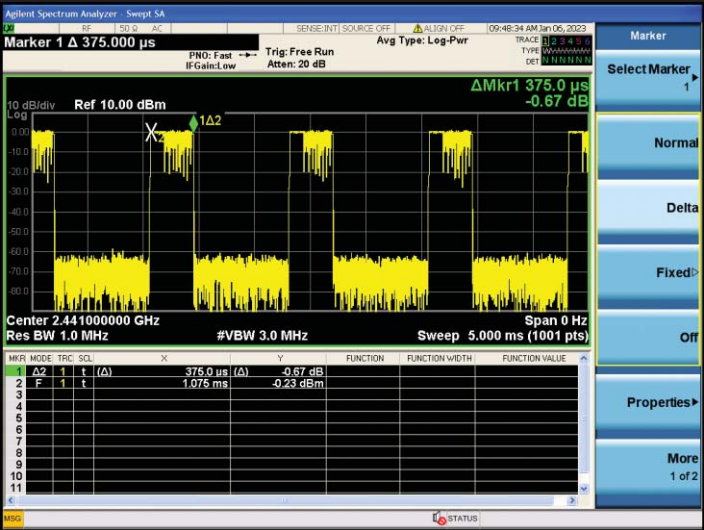 Agilent Spectrum Analyzer - Swept SA
RF 50 Ω AC SENSE:INT SOURCE OFF ALIGN OFF 09:48:34 AM Jan 06, 2023
Marker 1 Δ 375.000 µs
PNO: Fast
IFGain:Low
Trig: Free Run
Atten: 20 dB
Avg Type: Log-Pwr
TRACE 1 2 3 4 5 6
TYPE
DET N N N N N N
ΔMkr1 375.0 µs
-0.67 dB
10 dB/div Ref 10.00 dBm
Log
1Δ2
0.00
X2
-10.0
-20.0
-30.0
-40.0
-50.0
-60.0
-70.0
-80.0
Center 2.441000000 GHz Span 0 Hz
Res BW 1.0 MHz #VBW 3.0 MHz Sweep 5.000 ms (1001 pts)
MKR MODE TRC SCL X Y FUNCTION FUNCTION WIDTH FUNCTION VALUE
1 Δ2 1 t (Δ) 375.0 µs (Δ) -0.67 dB
2 F 1 t 1.075 ms -0.23 dBm
3
4
5
6
7
8
9
10
11
MSG STATUS
Marker
Select Marker
1
Normal
Delta
Fixed
Off
Properties
More
1 of 2